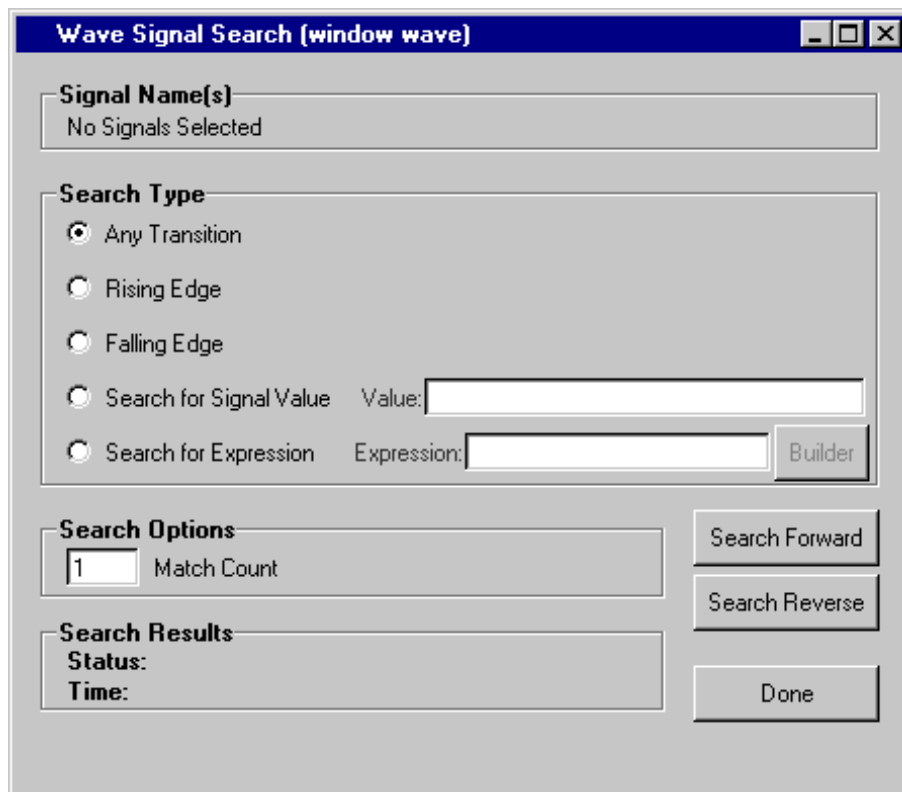 Wave Signal Search (window wave)
Signal Name(s)
No Signals Selected
Search Type
Any Transition
Rising Edge
Falling Edge
Search for Signal Value Value:
Search for Expression Expression: Builder
Search Options
1 Match Count
Search Forward
Search Reverse
Search Results
Status:
Time:
Done